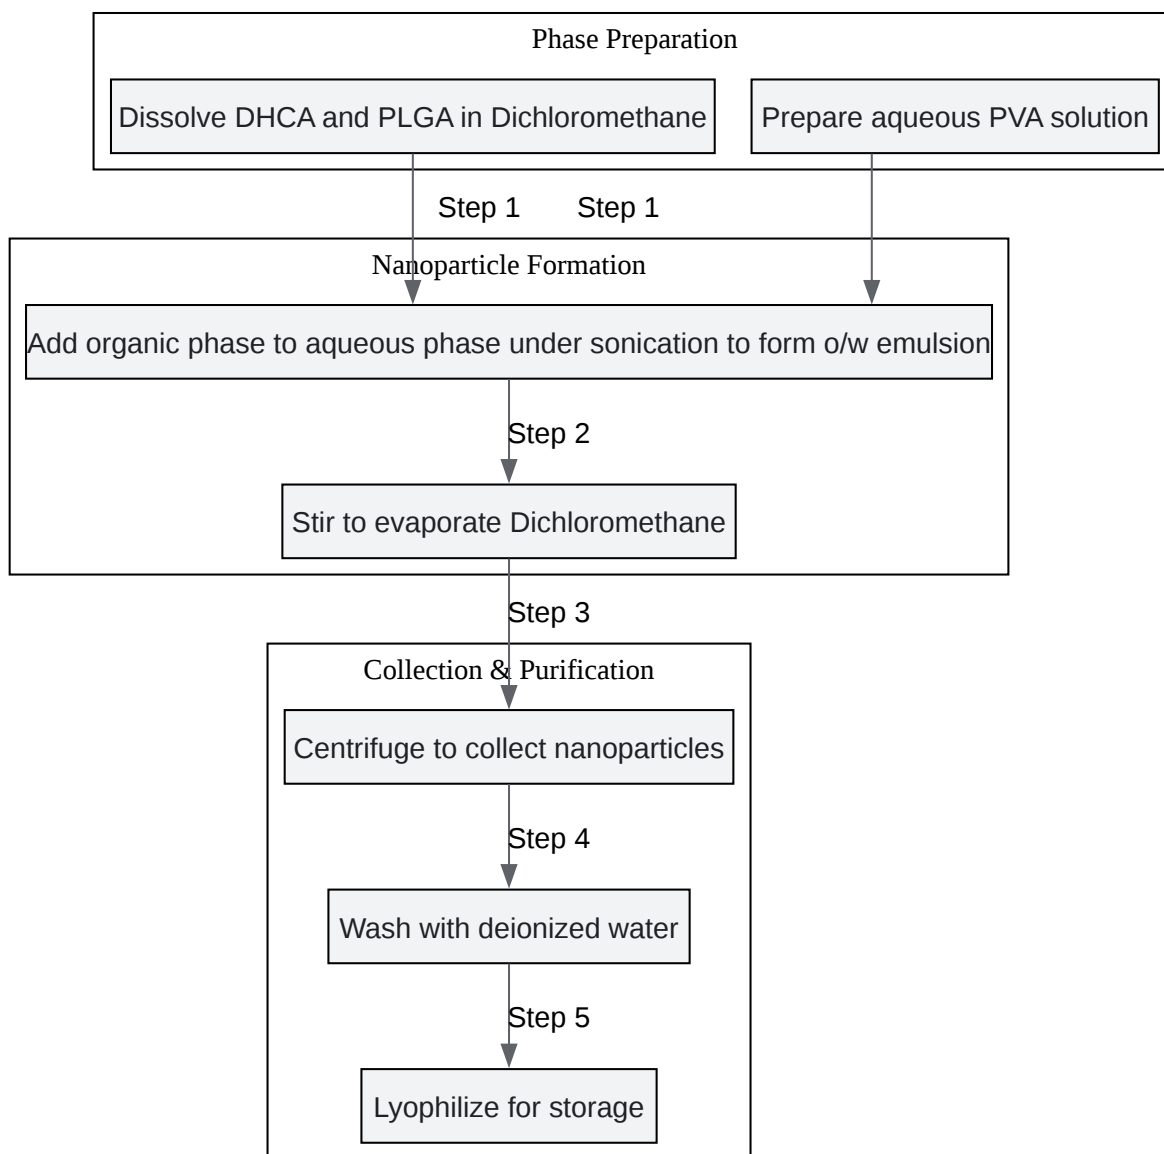 Phase Preparation
Dissolve DHCA and PLGA in Dichloromethane
Prepare aqueous PVA solution
Step 1
Step 1
Nanoparticle Formation
Add organic phase to aqueous phase under sonication to form o/w emulsion
Step 2
Stir to evaporate Dichloromethane
Step 3
Collection & Purification
Centrifuge to collect nanoparticles
Step 4
Wash with deionized water
Step 5
Lyophilize for storage